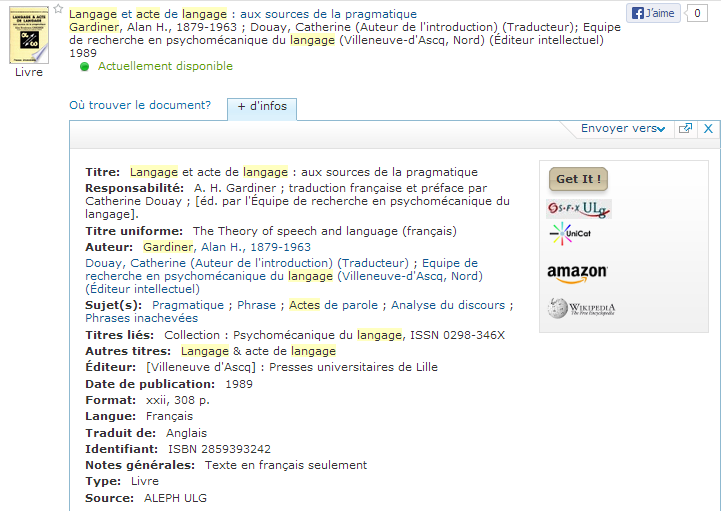 Langage et acte de langage : aux sources de la pragmatique
Gardiner, Alan H., 1879-1963 ; Douay, Catherine (Auteur de l'introduction) (Traducteur); Equipe
de recherche en psychomécanique du langage (Villeneuve-d'Ascq, Nord) (Éditeur intellectuel)
1989
Actuellement disponible
J'aime
0
Livre
Où trouver le document?
+ d'infos
Envoyer vers
X
Titre: Langage et acte de langage : aux sources de la pragmatique
Responsabilité: A. H. Gardiner ; traduction française et préface par
Catherine Douay ; [éd. par l'Équipe de recherche en psychomécanique du
langage].
Titre uniforme: The Theory of speech and language (français)
Auteur: Gardiner, Alan H., 1879-1963
Douay, Catherine (Auteur de l'introduction) (Traducteur) ; Equipe de
recherche en psychomécanique du langage (Villeneuve-d'Ascq, Nord)
(Éditeur intellectuel)
Sujet(s): Pragmatique ; Phrase ; Actes de parole ; Analyse du discours ;
Phrases inachevées
Titres liés: Collection : Psychomécanique du langage, ISSN 0298-346X
Autres titres: Langage & acte de langage
Éditeur: [Villeneuve d'Ascq] : Presses universitaires de Lille
Date de publication: 1989
Format: xxii, 308 p.
Langue: Français
Traduit de: Anglais
Identifiant: ISBN 2859393242
Notes générales: Texte en français seulement
Type: Livre
Source: ALEPH ULG
Get It !
S·F·X ULg
UniCat
amazon
WIKIPEDIA
The Free Encyclopedia